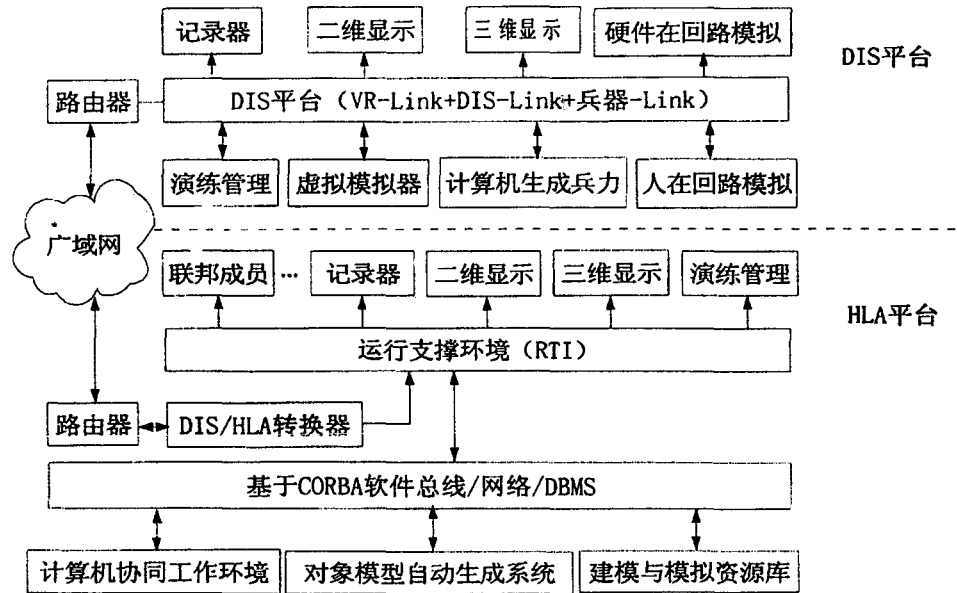 记录器
二维显示
三维显示
硬件在回路模拟
DIS平台
路由器
DIS平台（VR-Link+DIS-Link+兵器-Link）
演练管理
虚拟模拟器
计算机生成兵力
人在回路模拟
广域网
联邦成员
…
记录器
二维显示
三维显示
演练管理
HLA平台
运行支撑环境（RTI）
路由器
DIS/HLA转换器
基于CORBA软件总线/网络/DBMS
计算机协同工作环境
对象模型自动生成系统
建模与模拟资源库